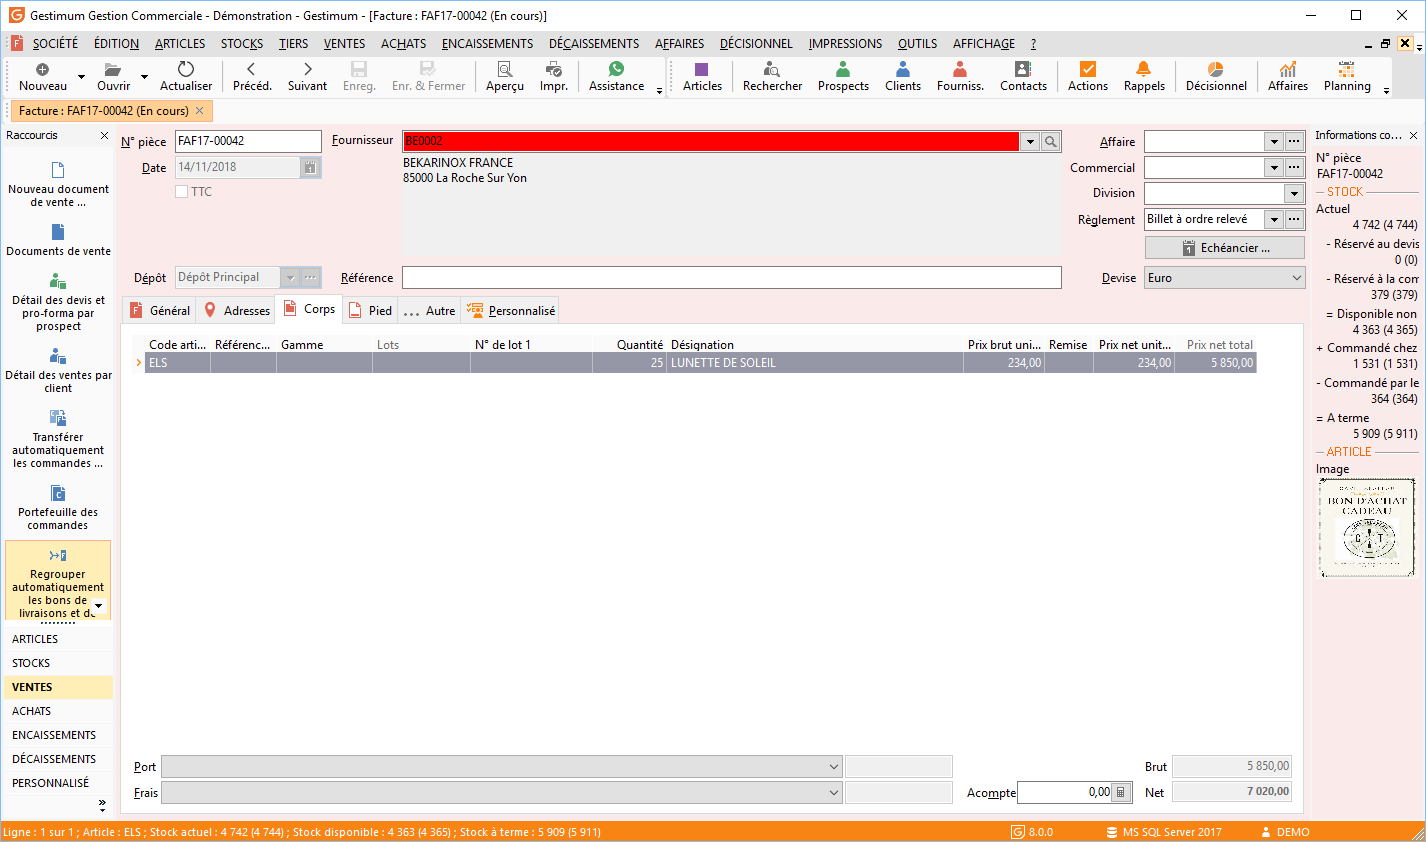 Gestimum Gestion Commerciale - Démonstration - Gestimum - [Facture : FAF17-00042 (En cours)]
SOCIÉTÉ ÉDITION ARTICLES STOCKS TIERS VENTES ACHATS ENCAISSEMENTS DÉCAISSEMENTS AFFAIRES DÉCISIONNEL IMPRESSIONS OUTILS AFFICHAGE ?
Nouveau Ouvrir Actualiser Précéd. Suivant Enreg. Enr. & Fermer Aperçu Impr. Assistance Articles Rechercher Prospects Clients Fourniss. Contacts Actions Rappels Décisionnel Affaires Planning
Facture : FAF17-00042 (En cours)
Raccourcis
Nouveau document
de vente ...
Documents de vente
Détail des devis et
pro-forma par
prospect
Détail des ventes par
client
Transférer
automatiquement
les commandes ...
Portefeuille des
commandes
Regrouper
automatiquement
les bons de
livraisons et de
ARTICLES
STOCKS
VENTES
ACHATS
ENCAISSEMENTS
DÉCAISSEMENTS
PERSONNALISÉ
N° pièce FAF17-00042
Date 14/11/2018
TTC
Dépôt Dépôt Principal
Fournisseur BE0002
BEKARINOX FRANCE
85000 La Roche Sur Yon
Référence
Affaire
Commercial
Division
Règlement Billet à ordre relevé
Echéancier ...
Devise Euro
Général Adresses Corps Pied ... Autre Personnalisé
Code arti... Référenc... Gamme Lots N° de lot 1 Quantité Désignation Prix brut uni... Remise Prix net unit... Prix net total
ELS 25 LUNETTE DE SOLEIL 234,00 234,00 5 850,00
Port Brut 5 850,00
Frais Acompte 0,00 Net 7 020,00
Informations co...
N° pièce
FAF17-00042
STOCK
Actuel
4 742 (4 744)
- Réservé au devis
0 (0)
- Réservé à la com
379 (379)
= Disponible non
4 363 (4 365)
+ Commandé chez
1 531 (1 531)
- Commandé par le
364 (364)
= A terme
5 909 (5 911)
ARTICLE
Image
BON D'ACHAT
CADEAU
G T
Ligne : 1 sur 1 ; Article : ELS ; Stock actuel : 4 742 (4 744) ; Stock disponible : 4 363 (4 365) ; Stock à terme : 5 909 (5 911)
8.0.0 MS SQL Server 2017 DEMO